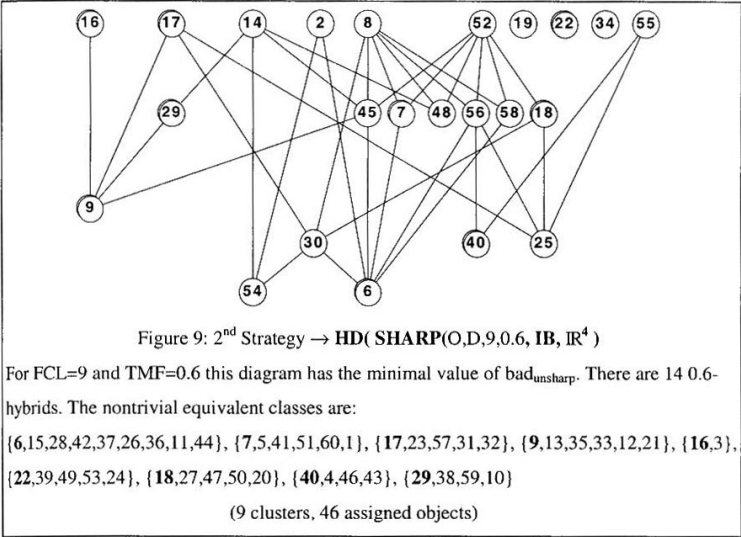 16 17 14 2 8 52 19 22 34 55
29 45 7 48 56 58 18
9
30 40 25
54 6
Figure 9: 2nd Strategy → HD( SHARP(O,D,9,0.6, IB, IR4 )
For FCL=9 and TMF=0.6 this diagram has the minimal value of badunsharp. There are 14 0.6-
hybrids. The nontrivial equivalent classes are:
{6,15,28,42,37,26,36,11,44}, {7,5,41,51,60,1}, {17,23,57,31,32}, {9,13,35,33,12,21}, {16,3},
{22,39,49,53,24}, {18,27,47,50,20}, {40,4,46,43}, {29,38,59,10}
(9 clusters, 46 assigned objects)